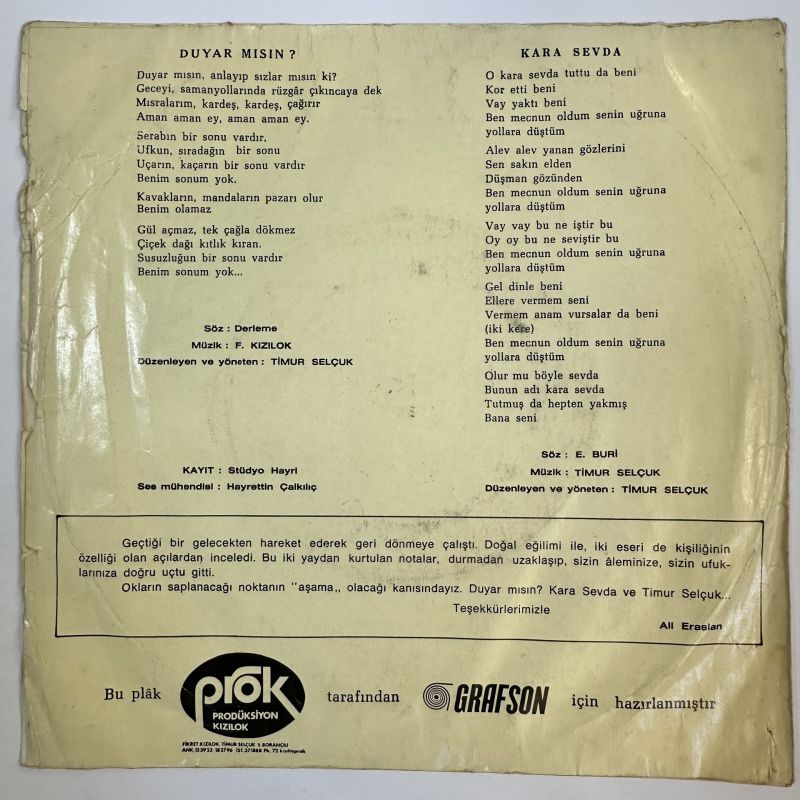 DUYAR MISIN ?
Duyar mısın, anlayıp sızlar mısın ki?
Geceyi, samanyollarında rüzgâr çıkıncaya dek
Mısralarım, kardeş, kardeş, çağırır
Aman aman ey, aman aman ey.
Serabın bir sonu vardır,
Ufkun, sıradağın bir sonu
Uçarın, kaçarın bir sonu vardır
Benim sonum yok.
Kavakların, mandaların pazarı olur
Benim olamaz
Gül açmaz, tek çağla dökmez
Çiçek dağı kıtlık kıran.
Susuzluğun bir sonu vardır
Benim sonum yok...
Söz : Derleme
Müzik : F. KIZILOK
Düzenleyen ve yöneten : TİMUR SELÇUK
KAYIT : Stüdyo Hayri
Ses mühendisi : Hayrettin Çalkılıç
KARA SEVDA
O kara sevda tuttu da beni
Kor etti beni
Vay yaktı beni
Ben mecnun oldum senin uğruna
yollara düştüm
Alev alev yanan gözlerini
Sen sakın elden
Düşman gözünden
Ben mecnun oldum senin uğruna
yollara düştüm
Vay vay bu ne iştir bu
Oy oy bu ne seviştir bu
Ben mecnun oldum senin uğruna
yollara düştüm
Gel dinle beni
Ellere vermem seni
Vermem anam vursalar da beni
(iki kere)
Ben mecnun oldum senin uğruna
yollara düştüm
Olur mu böyle sevda
Bunun adı kara sevda
Tutmuş da hepten yakmış
Bana seni
Söz : E. BURİ
Müzik : TİMUR SELÇUK
Düzenleyen ve yöneten : TİMUR SELÇUK
Geçtiği bir gelecekten hareket ederek geri dönmeye çalıştı. Doğal eğilimi ile, iki eseri de kişiliğinin
özelliği olan açılardan inceledi. Bu iki yaydan kurtulan notalar, durmadan uzaklaşıp, sizin âleminize, sizin ufuk-
larınıza doğru uçtu gitti.
Okların saplanacağı noktanın "aşama,, olacağı kanısındayız. Duyar mısın? Kara Sevda ve Timur Selçuk...
Teşekkürlerimizle
Ali Eraslan
Bu plâk prök tarafından GRAFSON için hazırlanmıştır
PRODÜKSİYON
KIZILOK
FİKRET KIZILOK, TİMUR SELÇUK S. BORANÇILI